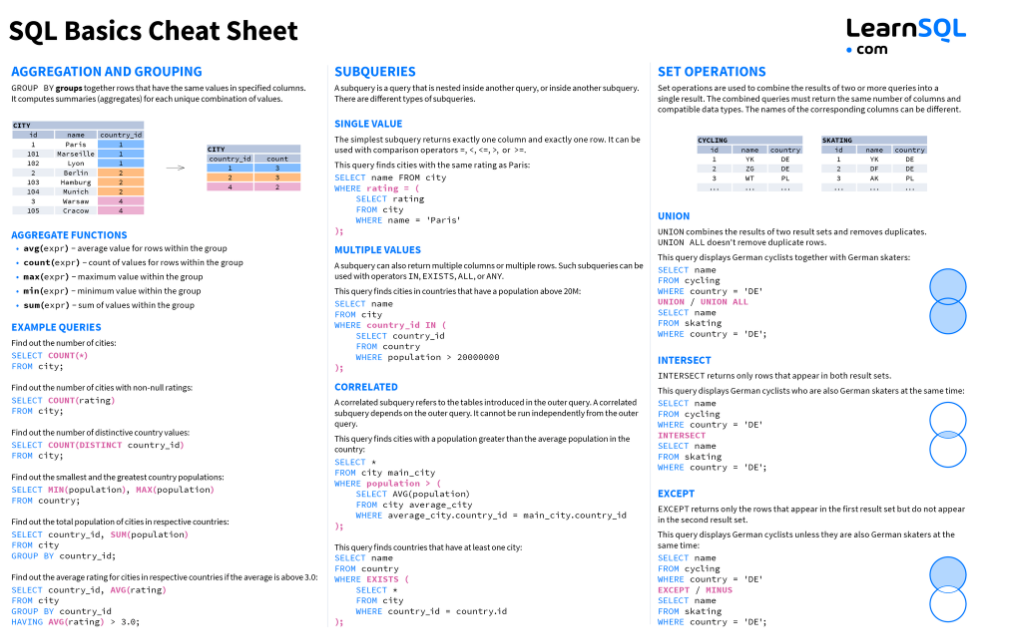 SQL Basics Cheat Sheet
LearnSQL
• com
AGGREGATION AND GROUPING
GROUP BY groups together rows that have the same values in specified columns.
It computes summaries (aggregates) for each unique combination of values.
CITY
id name country_id
1 Paris 1
101 Marseille 1
102 Lyon 1
2 Berlin 2
103 Hamburg 2
104 Munich 2
3 Warsaw 4
105 Cracow 4
CITY
country_id count
1 3
2 3
4 2
AGGREGATE FUNCTIONS
• avg(expr) – average value for rows within the group
• count(expr) – count of values for rows within the group
• max(expr) – maximum value within the group
• min(expr) – minimum value within the group
• sum(expr) – sum of values within the group
EXAMPLE QUERIES
Find out the number of cities:
SELECT COUNT(*)
FROM city;
Find out the number of cities with non-null ratings:
SELECT COUNT(rating)
FROM city;
Find out the number of distinctive country values:
SELECT COUNT(DISTINCT country_id)
FROM city;
Find out the smallest and the greatest country populations:
SELECT MIN(population), MAX(population)
FROM country;
Find out the total population of cities in respective countries:
SELECT country_id, SUM(population)
FROM city
GROUP BY country_id;
Find out the average rating for cities in respective countries if the average is above 3.0:
SELECT country_id, AVG(rating)
FROM city
GROUP BY country_id
HAVING AVG(rating) > 3.0;
SUBQUERIES
A subquery is a query that is nested inside another query, or inside another subquery.
There are different types of subqueries.
SINGLE VALUE
The simplest subquery returns exactly one column and exactly one row. It can be
used with comparison operators =, <, <=, >, or >=.
This query finds cities with the same rating as Paris:
SELECT name FROM city
WHERE rating = (
SELECT rating
FROM city
WHERE name = 'Paris'
);
MULTIPLE VALUES
A subquery can also return multiple columns or multiple rows. Such subqueries can be
used with operators IN, EXISTS, ALL, or ANY.
This query finds cities in countries that have a population above 20M:
SELECT name
FROM city
WHERE country_id IN (
SELECT country_id
FROM country
WHERE population > 20000000
);
CORRELATED
A correlated subquery refers to the tables introduced in the outer query. A correlated
subquery depends on the outer query. It cannot be run independently from the outer
query.
This query finds cities with a population greater than the average population in the
country:
SELECT *
FROM city main_city
WHERE population > (
SELECT AVG(population)
FROM city average_city
WHERE average_city.country_id = main_city.country_id
);
This query finds countries that have at least one city:
SELECT name
FROM country
WHERE EXISTS (
SELECT *
FROM city
WHERE country_id = country.id
);
SET OPERATIONS
Set operations are used to combine the results of two or more queries into a
single result. The combined queries must return the same number of columns and
compatible data types. The names of the corresponding columns can be different.
CYCLING
id name country
1 YK DE
2 ZG DE
3 WT PL
... ... ...
SKATING
id name country
1 YK DE
2 DF DE
3 AK PL
... ... ...
UNION
UNION combines the results of two result sets and removes duplicates.
UNION ALL doesn't remove duplicate rows.
This query displays German cyclists together with German skaters:
SELECT name
FROM cycling
WHERE country = 'DE'
UNION / UNION ALL
SELECT name
FROM skating
WHERE country = 'DE';
INTERSECT
INTERSECT returns only rows that appear in both result sets.
This query displays German cyclists who are also German skaters at the same time:
SELECT name
FROM cycling
WHERE country = 'DE'
INTERSECT
SELECT name
FROM skating
WHERE country = 'DE';
EXCEPT
EXCEPT returns only the rows that appear in the first result set but do not appear
in the second result set.
This query displays German cyclists unless they are also German skaters at the
same time:
SELECT name
FROM cycling
WHERE country = 'DE'
EXCEPT / MINUS
SELECT name
FROM skating
WHERE country = 'DE';